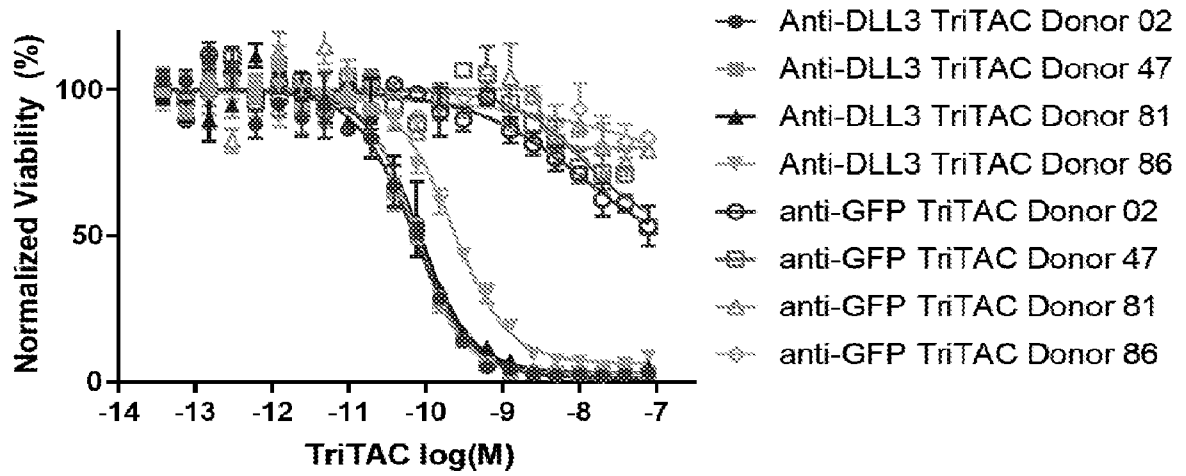 Normalized Viability (%)
100
50
0
-14 -13 -12 -11 -10 -9 -8 -7
TriTAC log(M)
Anti-DLL3 TriTAC Donor 02
Anti-DLL3 TriTAC Donor 47
Anti-DLL3 TriTAC Donor 81
Anti-DLL3 TriTAC Donor 86
anti-GFP TriTAC Donor 02
anti-GFP TriTAC Donor 47
anti-GFP TriTAC Donor 81
anti-GFP TriTAC Donor 86